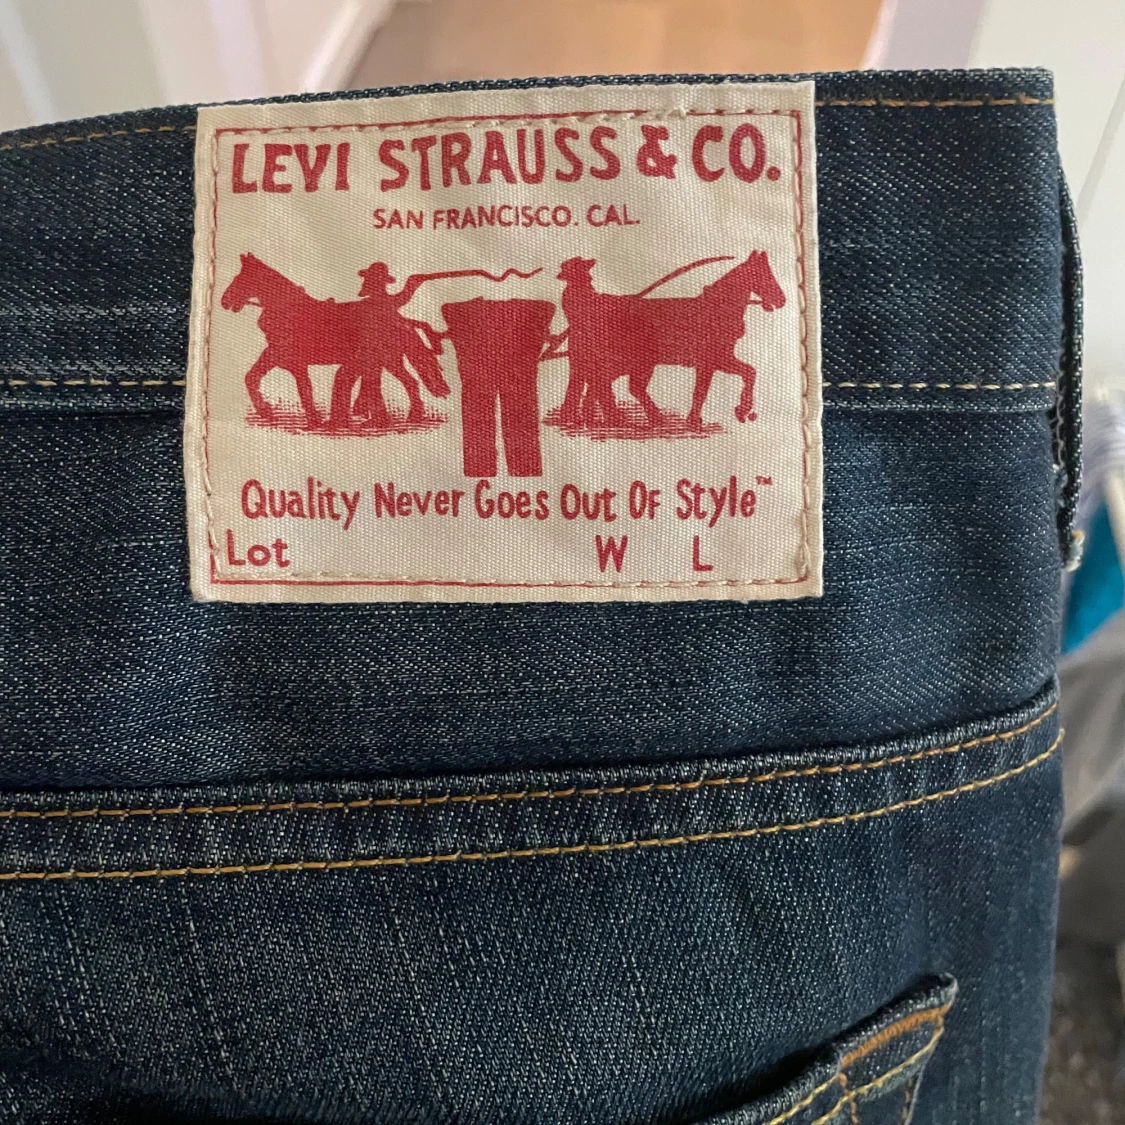 LEVI STRAUSS & CO.
SAN FRANCISCO. CAL.
Quality Never Goes Out Of Style™
Lot W L